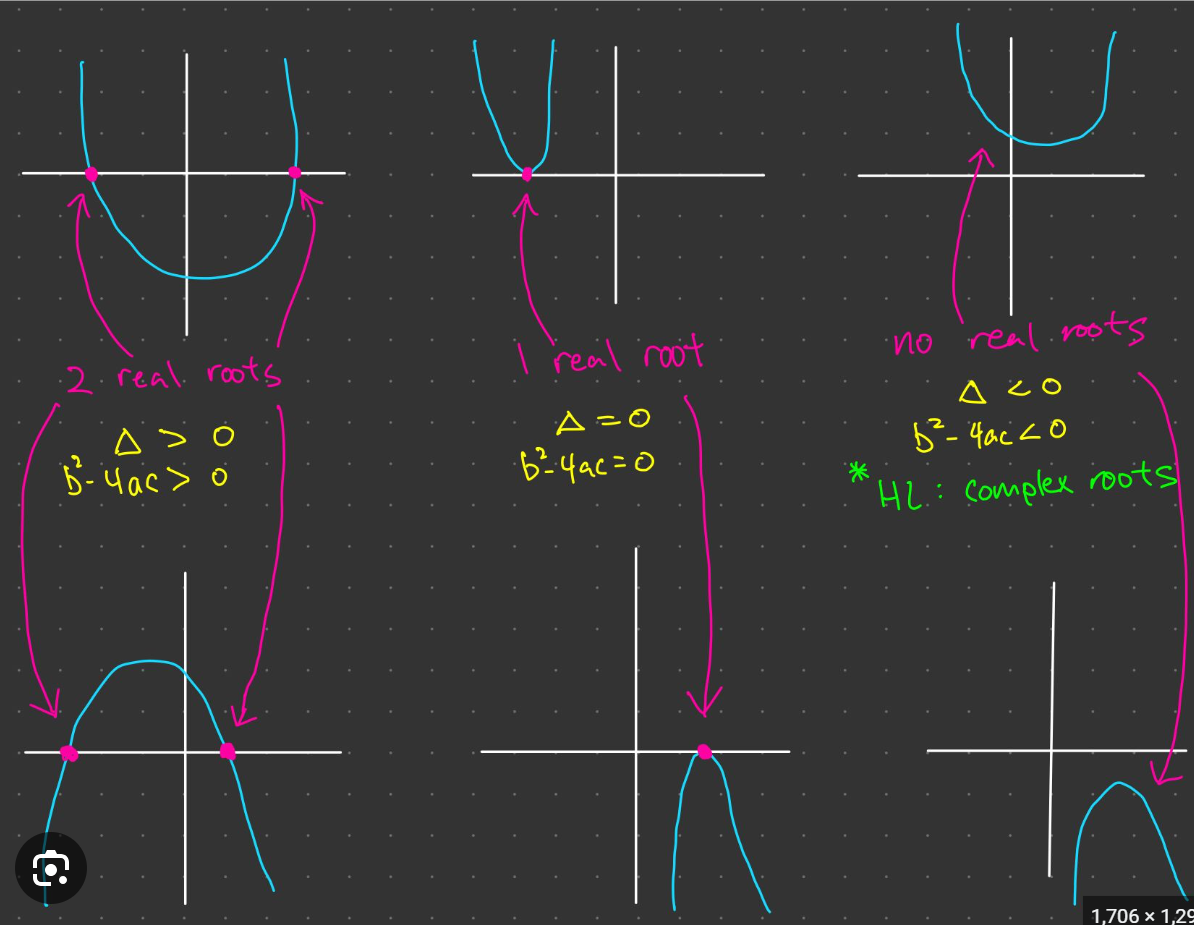 2 real roots
Δ > 0
b²-4ac > 0
1 real root
Δ = 0
b²-4ac=0
no real roots
Δ < 0
b²-4ac<0
* HL: complex roots
1,706 × 1,29